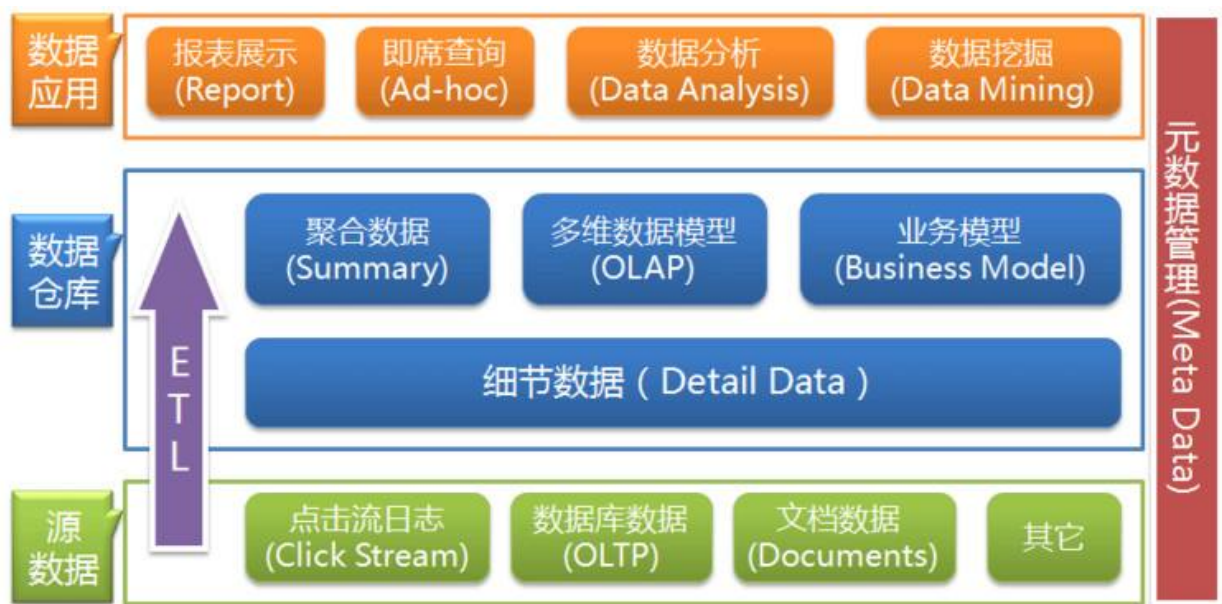 数据
应用
报表展示
(Report)
即席查询
(Ad-hoc)
数据分析
(Data Analysis)
数据挖掘
(Data Mining)
数据
仓库
聚合数据
(Summary)
多维数据模型
(OLAP)
业务模型
(Business Model)
细节数据 ( Detail Data )
ETL
源
数据
点击流日志
(Click Stream)
数据库数据
(OLTP)
文档数据
(Documents)
其它
元数据管理(Meta Data)